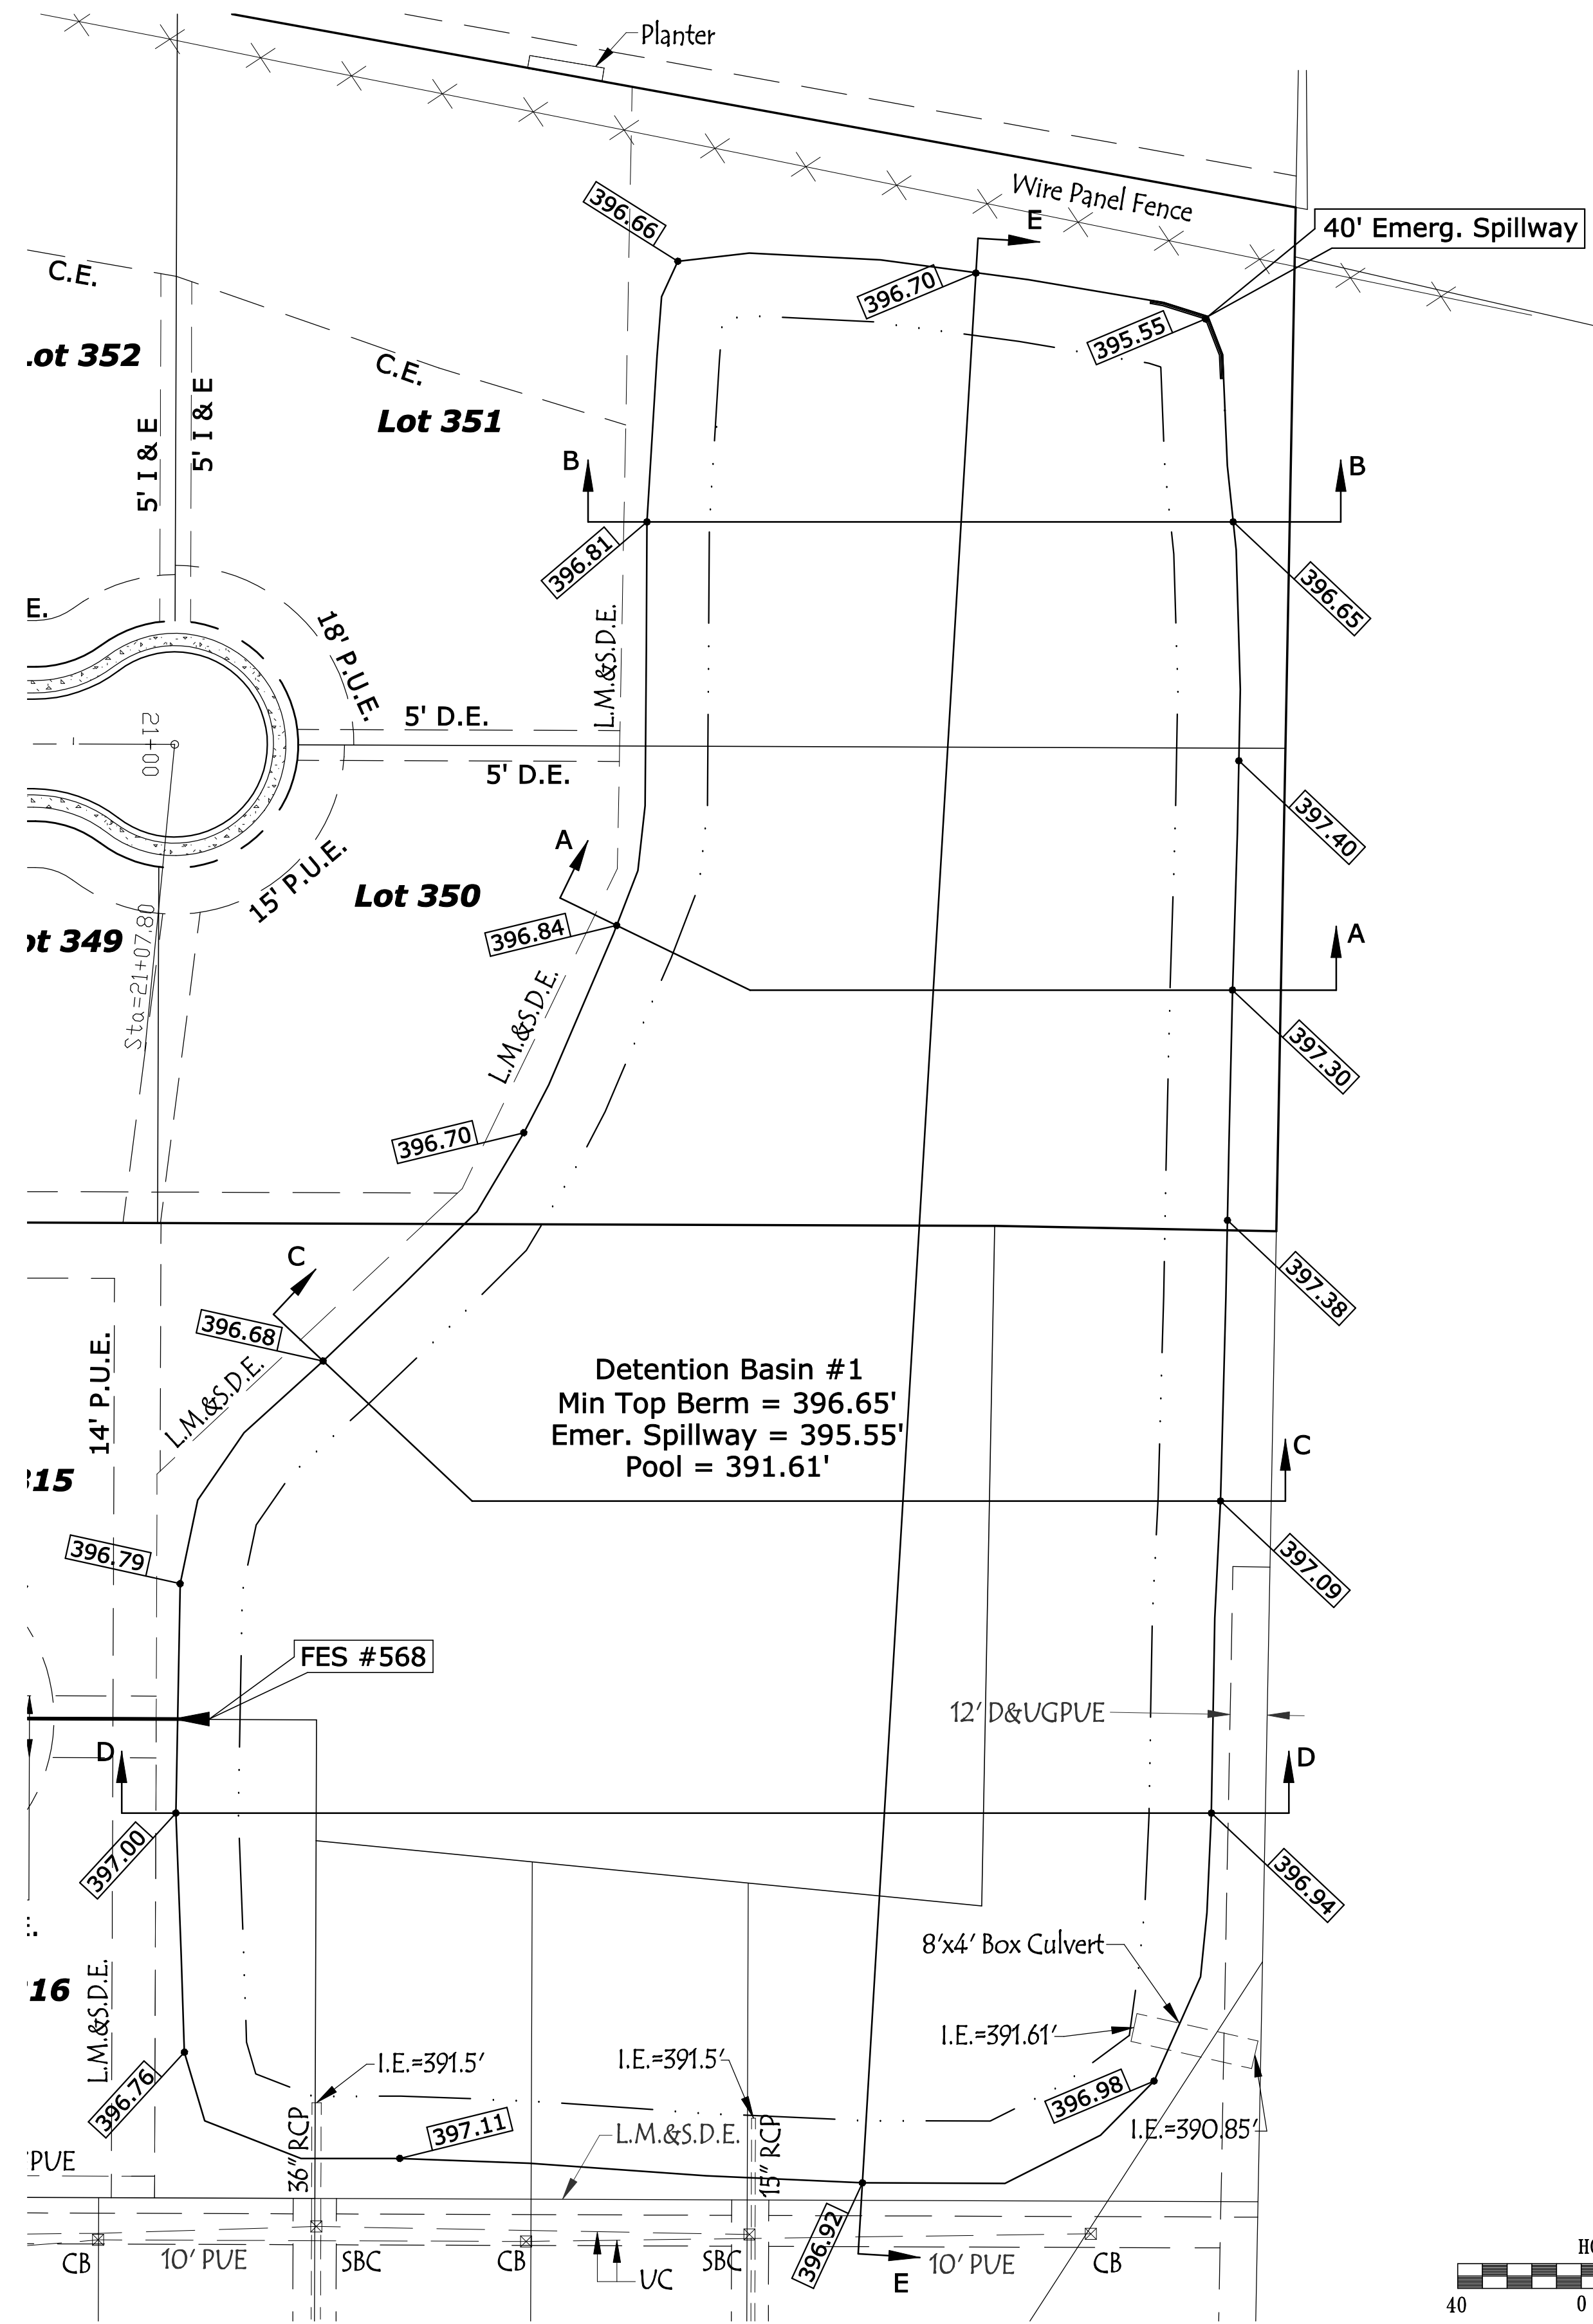 Planter
Wire Panel Fence
396.66
E
40' Emerg. Spillway
C.E.
396.70
395.55
Lot 352
C.E.
5' I & E
5' I & E
Lot 351
B
B
396.81
396.65
E.
18' P.U.E.
L.M.&S.D.E.
21+00
5' D.E.
5' D.E.
397.40
A
15' P.U.E.
Lot 350
396.84
A
ot 349
Sta=21+07.80
L.M.&S.D.E.
397.30
396.70
C
397.38
396.68
14' P.U.E.
L.M.&S.D.E.
Detention Basin #1
Min Top Berm = 396.65'
Emer. Spillway = 395.55'
Pool = 391.61'
C
315
396.79
397.09
FES #568
12' D&UGPUE
D
D
397.00
396.94
E.
8'x4' Box Culvert
16
L.M.&S.D.E.
I.E.=391.61'
I.E.=391.5'
I.E.=391.5'
396.76
396.98
36" RCP
397.11
L.M.&S.D.E.
15" RCP
I.E.=390.85'
PUE
396.92
CB
10' PUE
SBC
CB
UC
SBC
E
10' PUE
CB
HO
40
0